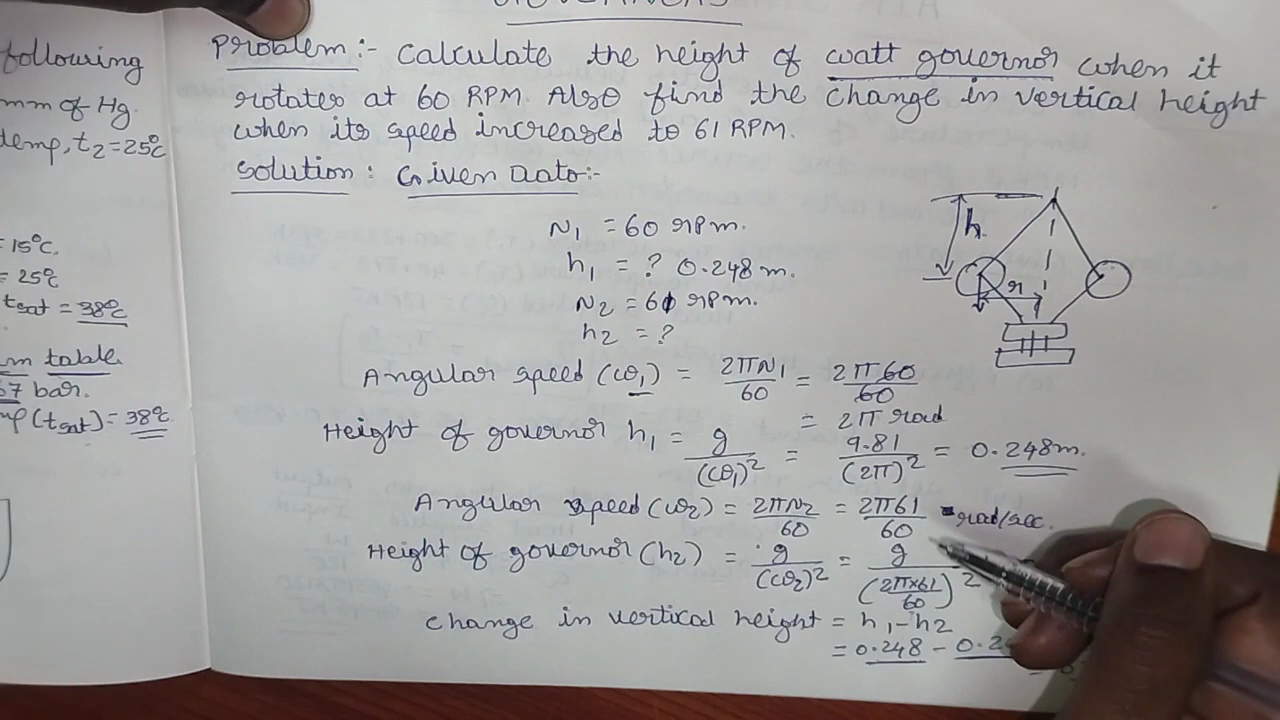 following
mm of Hg.
temp, t2 = 25°C
= 15°C.
= 25°C
tsat = 38°C
table
67 bar.
(tsat) = 38°C
Problem :- Calculate the height of watt governor when it
rotates at 60 RPM. Also find the change in vertical height
when its speed increased to 61 RPM.
Solution : Given Data:-
N1 = 60 rpm.
h1 = ? 0.248 m.
N2 = 61 rpm.
h2 = ?
h.
r
Angular speed (ω1) = 2πN1/60 = 2π60/60
= 2π rad
Height of governor h1 = g/(ω1)² = 9.81/(2π)² = 0.248m.
Angular speed (ω2) = 2πN2/60 = 2π61/60 rad/sec.
Height of governor (h2) = g/(ω2)² = g/(2π×61/60)²
change in vertical height = h1-h2
= 0.248 -